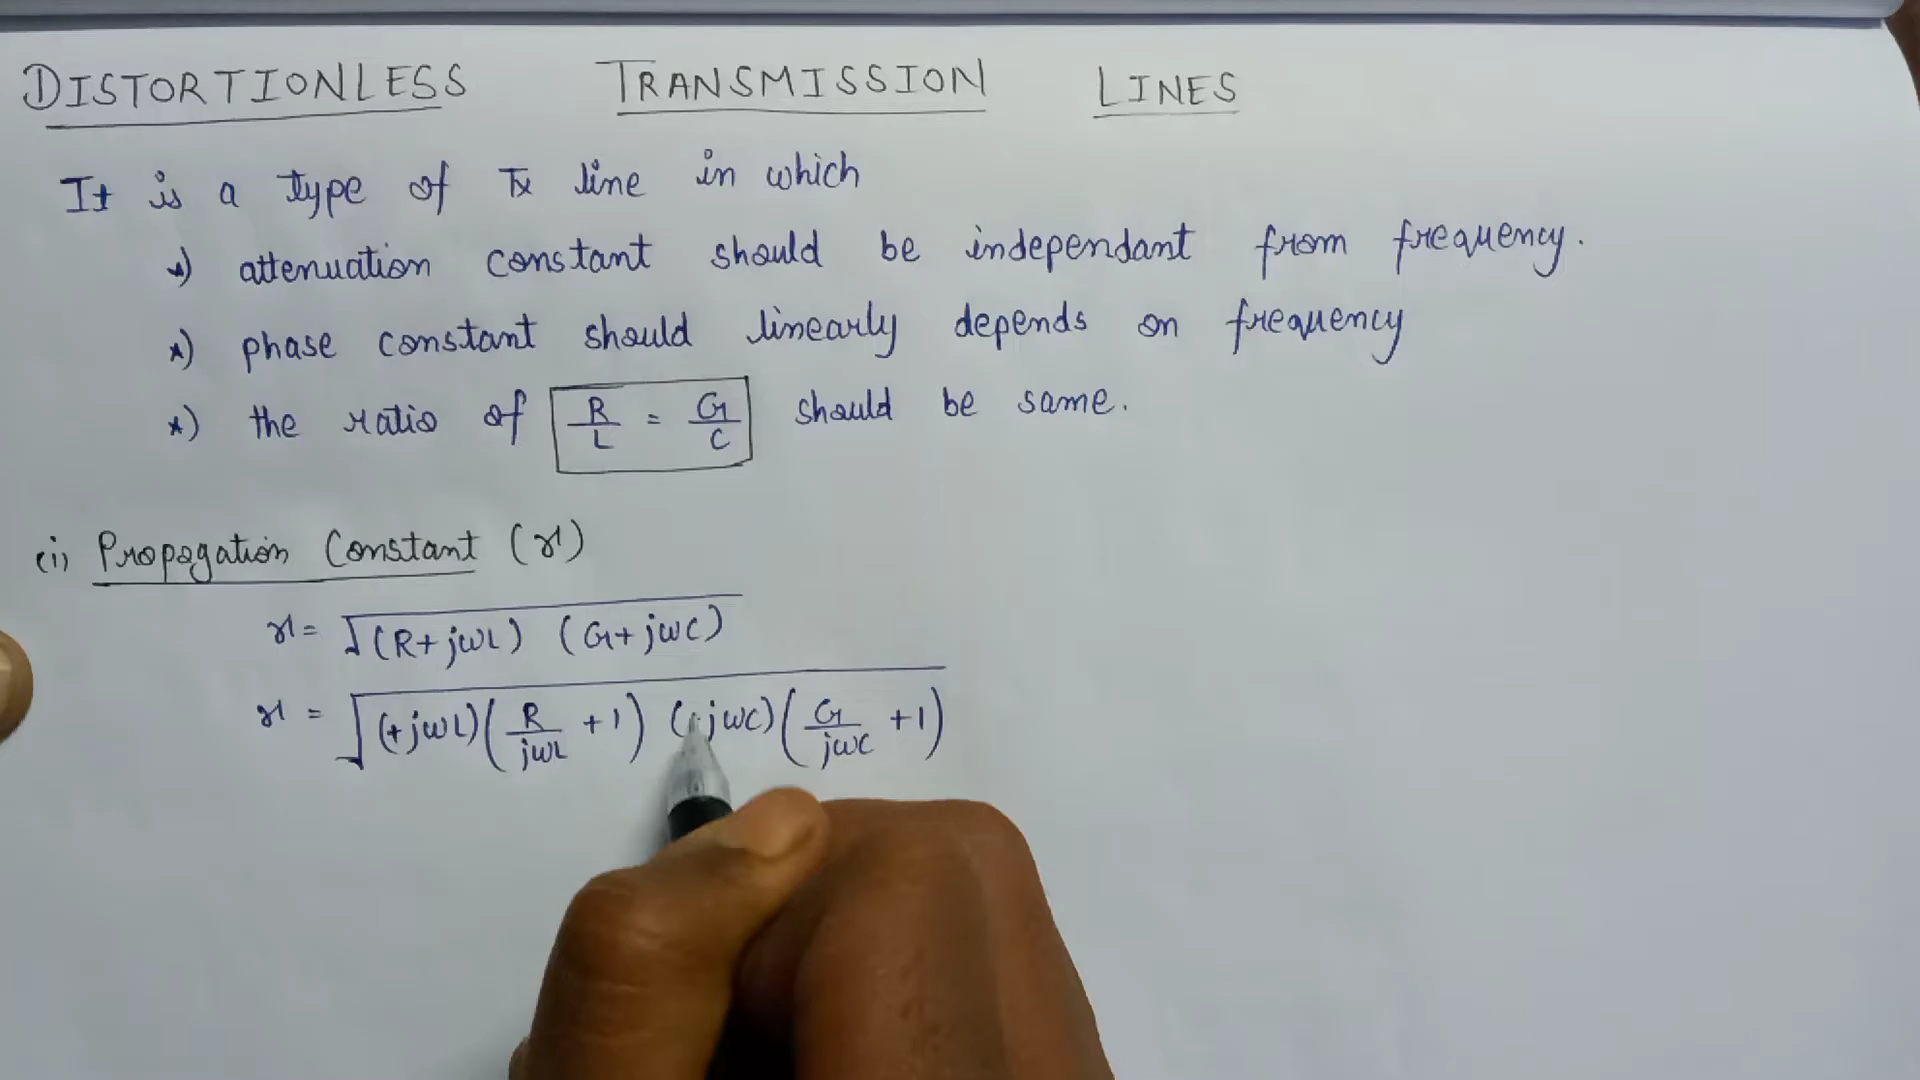 DISTORTIONLESS TRANSMISSION LINES
It is a type of Tx line in which
*) attenuation constant should be independant from frequency.
*) phase constant should linearly depends on frequency
*) the ratio of R/L = G/C should be same.
(i) Propagation Constant (γ)
γ = √(R+jωL) (G+jωC)
γ = √(+jωL)(R/jωL +1) (+jωC)(G/jωC +1)